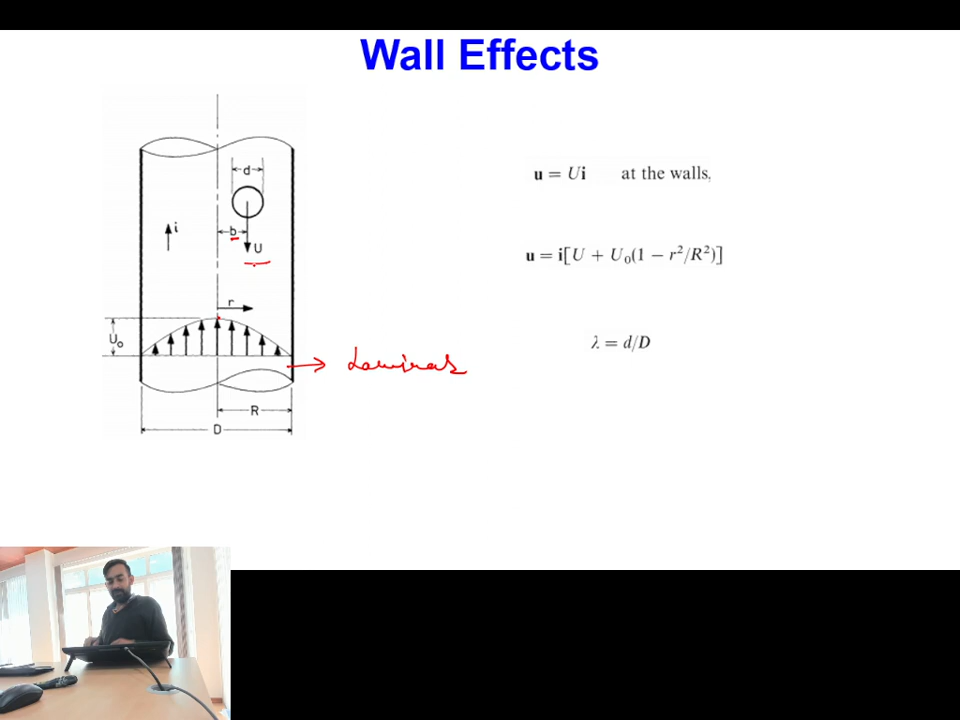 Wall Effects
d
i
b
U
r
U₀
R
D
Laminar
u = Ui at the walls,
u = i[U + U₀(1 − r²/R²)]
λ = d/D